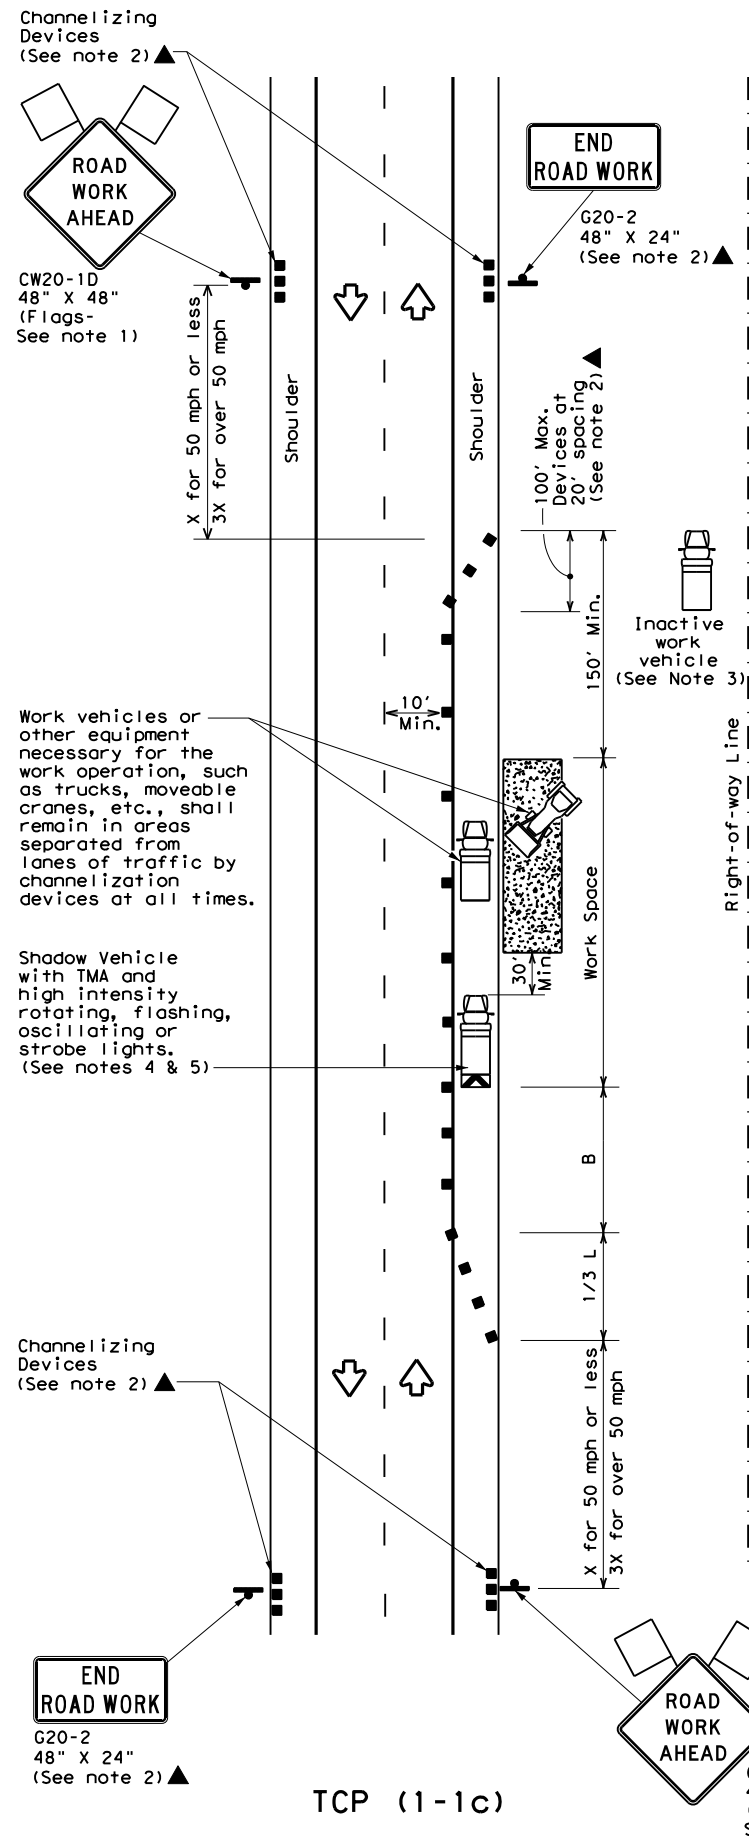 Channelizing
Devices
(See note 2)
ROAD
WORK
AHEAD
END
ROAD WORK
G20-2
48" X 24"
(See note 2)
CW20-1D
48" X 48"
(Flags-
See note 1)
X for 50 mph or less
3X for over 50 mph
Shoulder
Shoulder
100' Max.
Devices at
20' spacing
(See note 2)
150' Min.
Inactive
work
vehicle
(See Note 3)
10'
Min.
Right-of-way Line
Work vehicles or
other equipment
necessary for the
work operation, such
as trucks, moveable
cranes, etc., shall
remain in areas
separated from
lanes of traffic by
channelization
devices at all times.
Work Space
30'
Min.
Shadow Vehicle
with TMA and
high intensity
rotating, flashing,
oscillating or
strobe lights.
(See notes 4 & 5)
B
1/3 L
Channelizing
Devices
(See note 2)
X for 50 mph or less
3X for over 50 mph
END
ROAD WORK
G20-2
48" X 24"
(See note 2)
ROAD
WORK
AHEAD
TCP (1-1c)